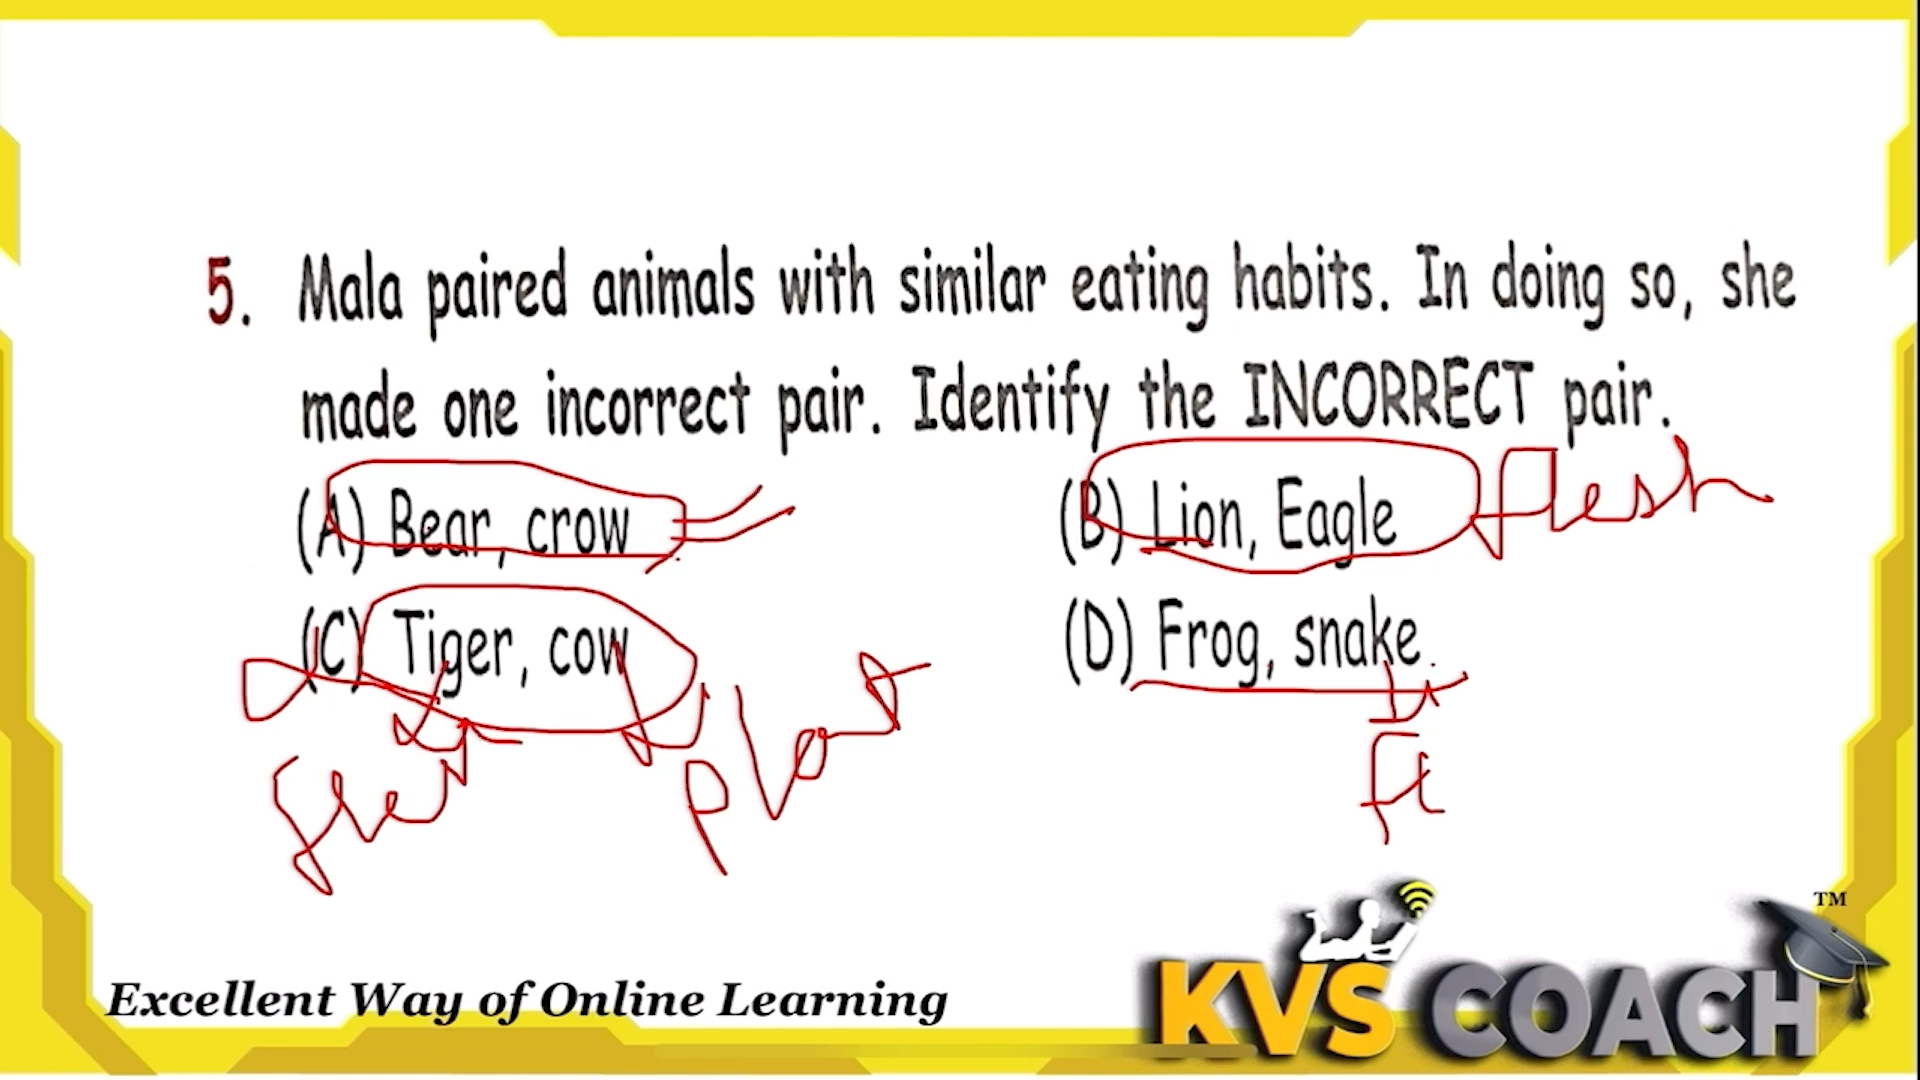 5. Mala paired animals with similar eating habits. In doing so, she
made one incorrect pair. Identify the INCORRECT pair.
(A) Bear, crow
(B) Lion, Eagle flesh
(C) Tiger, cow
(D) Frog, snake
Excellent Way of Online Learning
KVS COACH
TM